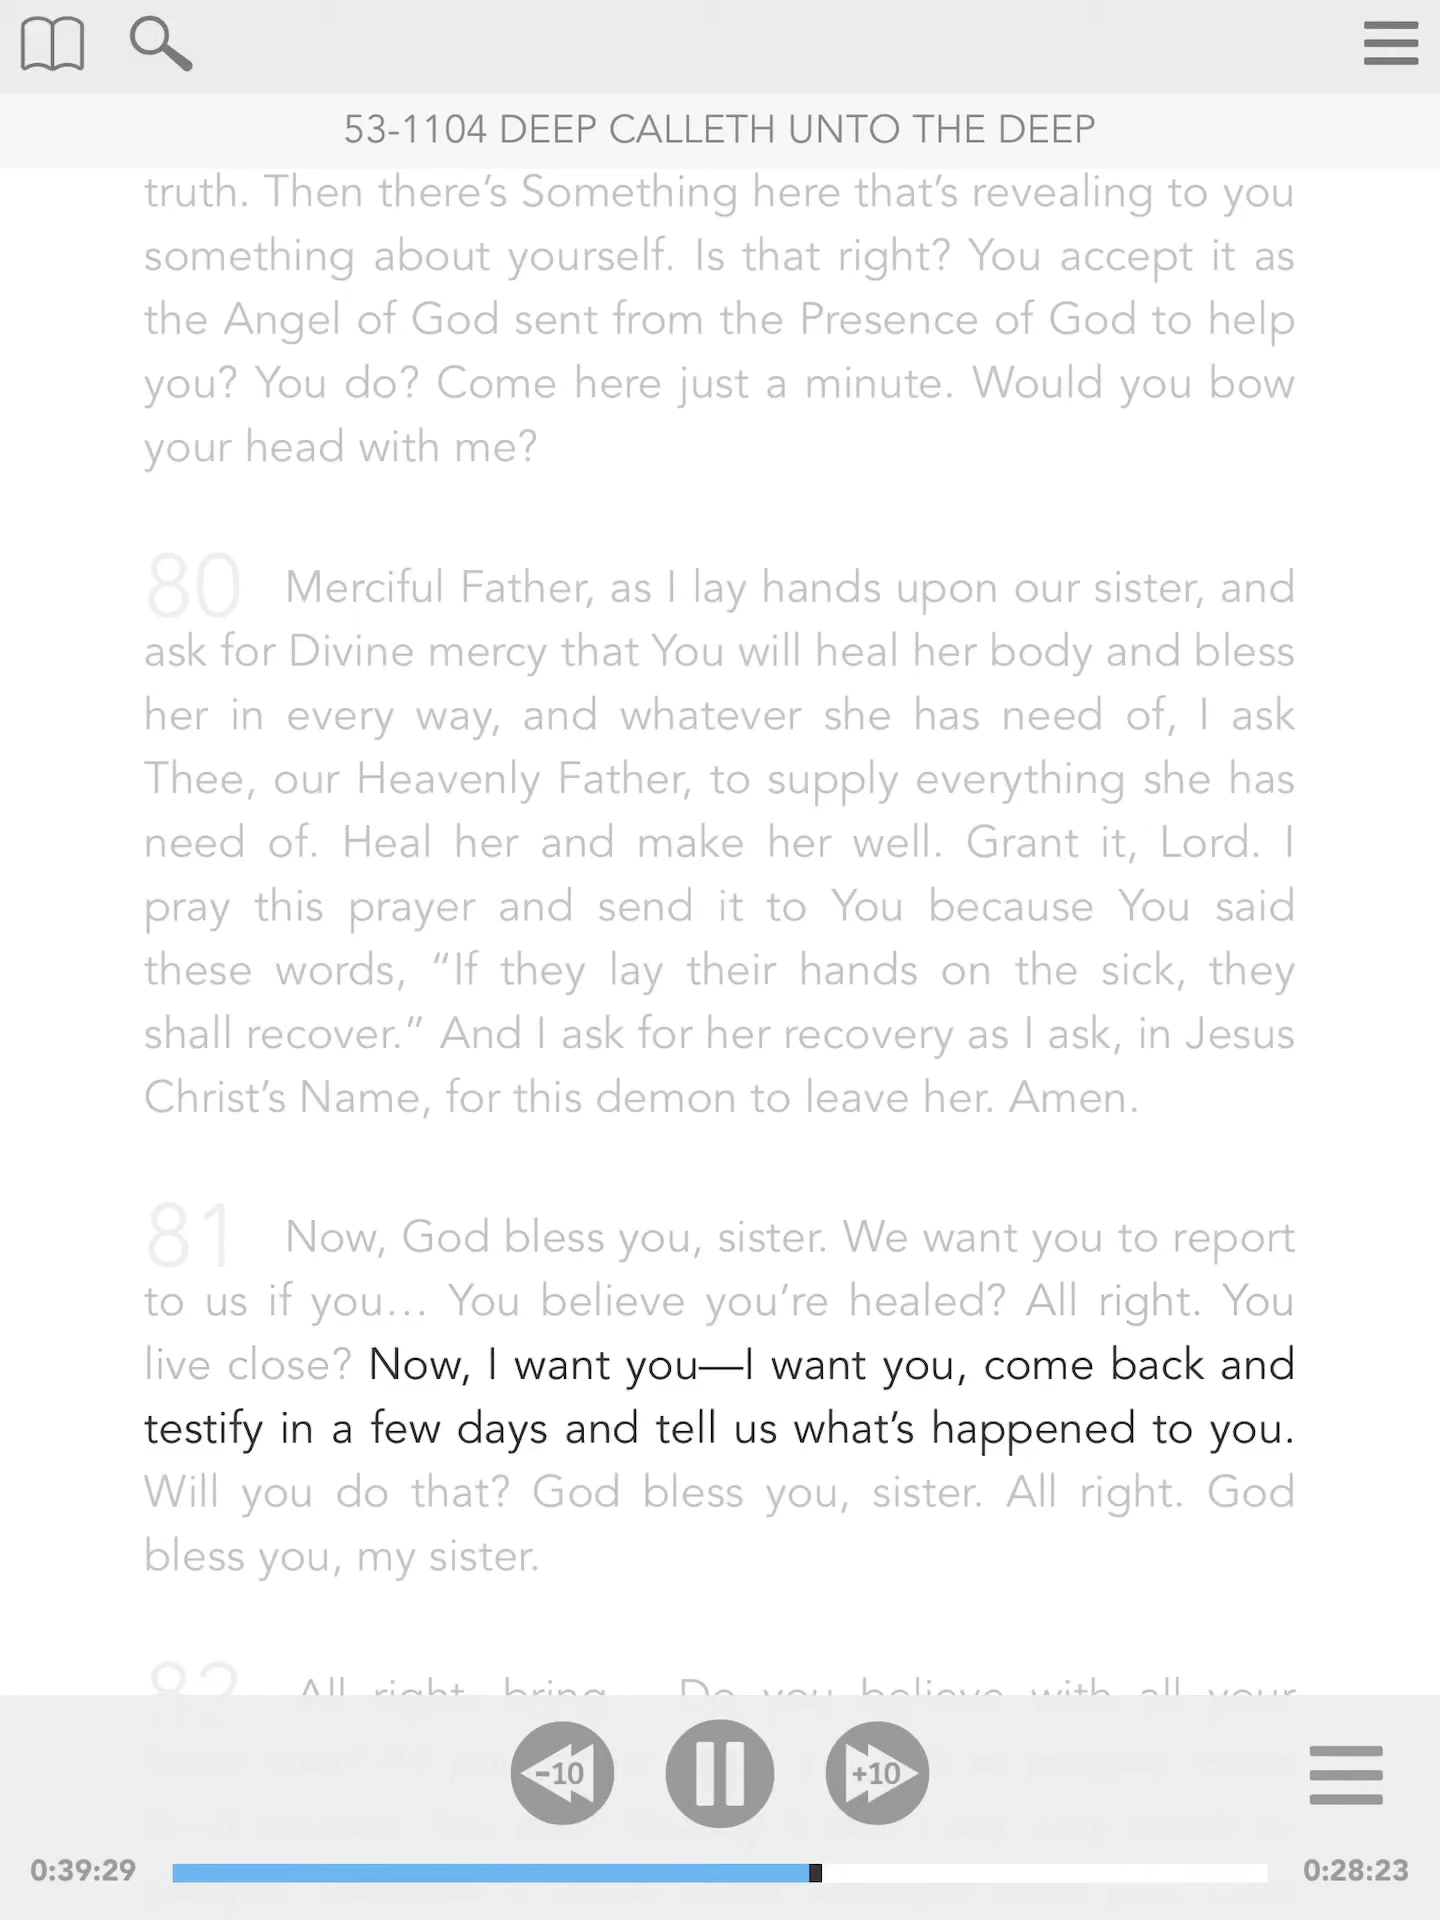 53-1104 DEEP CALLETH UNTO THE DEEP
truth. Then there’s Something here that’s revealing to you
something about yourself. Is that right? You accept it as
the Angel of God sent from the Presence of God to help
you? You do? Come here just a minute. Would you bow
your head with me?
80 Merciful Father, as I lay hands upon our sister, and
ask for Divine mercy that You will heal her body and bless
her in every way, and whatever she has need of, I ask
Thee, our Heavenly Father, to supply everything she has
need of. Heal her and make her well. Grant it, Lord. I
pray this prayer and send it to You because You said
these words, “If they lay their hands on the sick, they
shall recover.” And I ask for her recovery as I ask, in Jesus
Christ’s Name, for this demon to leave her. Amen.
81 Now, God bless you, sister. We want you to report
to us if you… You believe you’re healed? All right. You
live close? Now, I want you—I want you, come back and
testify in a few days and tell us what’s happened to you.
Will you do that? God bless you, sister. All right. God
bless you, my sister.
82 All right, bring… Do you believe with all your
-10 +10
0:39:29 0:28:23